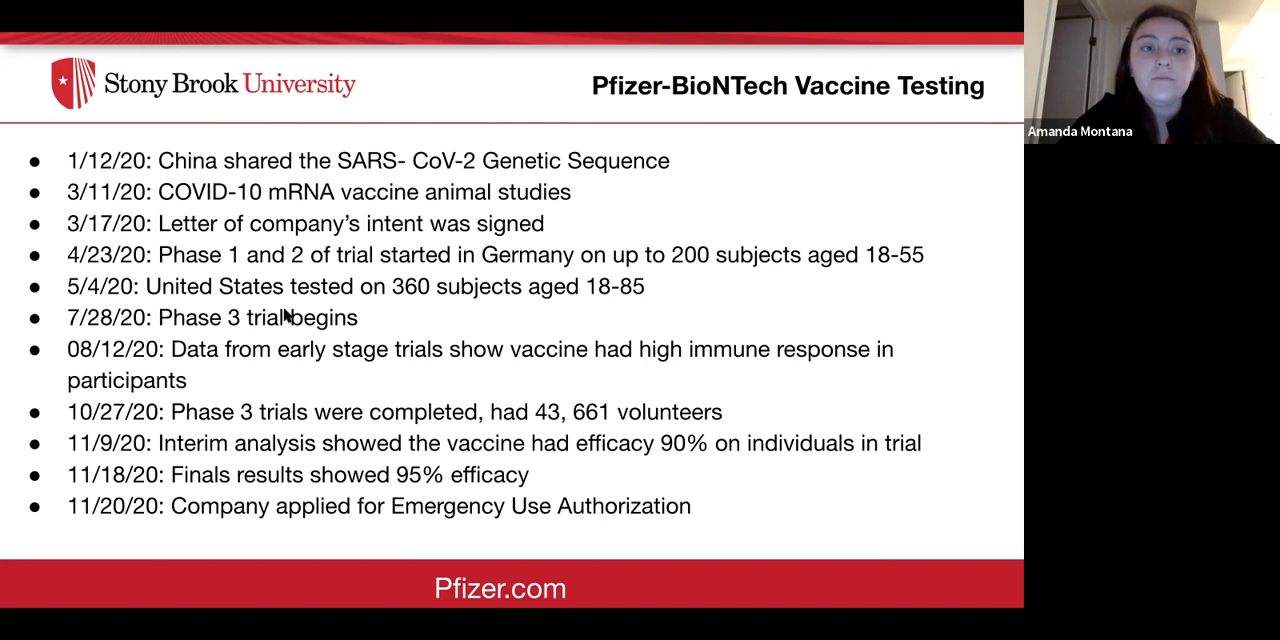 Stony Brook University
Pfizer-BioNTech Vaccine Testing
Amanda Montana
● 1/12/20: China shared the SARS- CoV-2 Genetic Sequence
● 3/11/20: COVID-10 mRNA vaccine animal studies
● 3/17/20: Letter of company’s intent was signed
● 4/23/20: Phase 1 and 2 of trial started in Germany on up to 200 subjects aged 18-55
● 5/4/20: United States tested on 360 subjects aged 18-85
● 7/28/20: Phase 3 trial begins
● 08/12/20: Data from early stage trials show vaccine had high immune response in
participants
● 10/27/20: Phase 3 trials were completed, had 43, 661 volunteers
● 11/9/20: Interim analysis showed the vaccine had efficacy 90% on individuals in trial
● 11/18/20: Finals results showed 95% efficacy
● 11/20/20: Company applied for Emergency Use Authorization
Pfizer.com